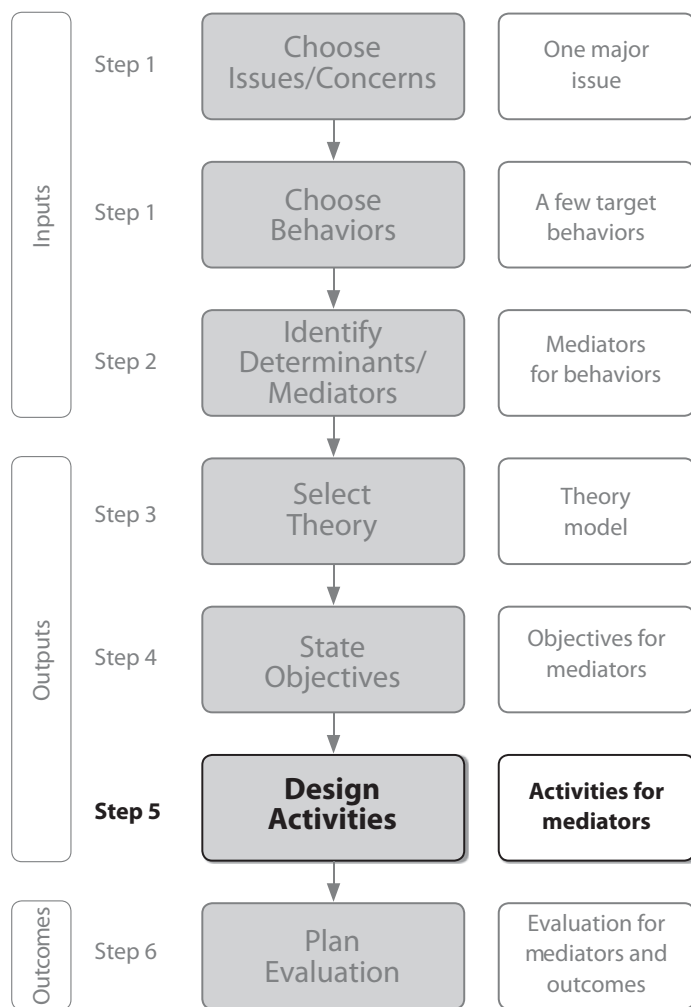 Inputs
Step 1
Choose
Issues/Concerns
One major
issue
Step 1
Choose
Behaviors
A few target
behaviors
Step 2
Identify
Determinants/
Mediators
Mediators
for behaviors
Outputs
Step 3
Select
Theory
Theory
model
Step 4
State
Objectives
Objectives for
mediators
Step 5
Design
Activities
Activities for
mediators
Outcomes
Step 6
Plan
Evaluation
Evaluation for
mediators and
outcomes